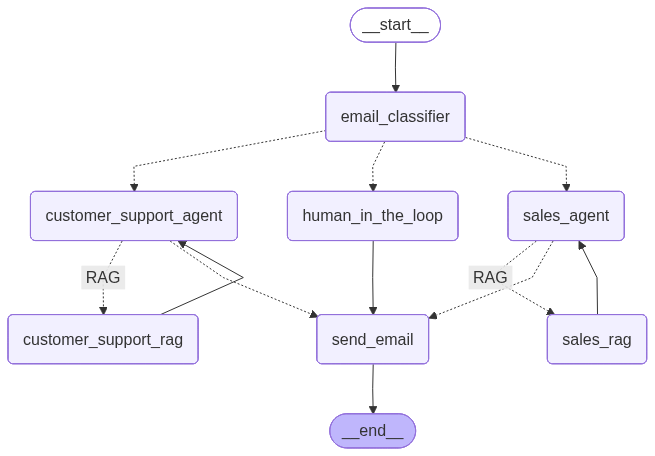 __start__
email_classifier
customer_support_agent
human_in_the_loop
sales_agent
RAG
RAG
customer_support_rag
send_email
sales_rag
__end__